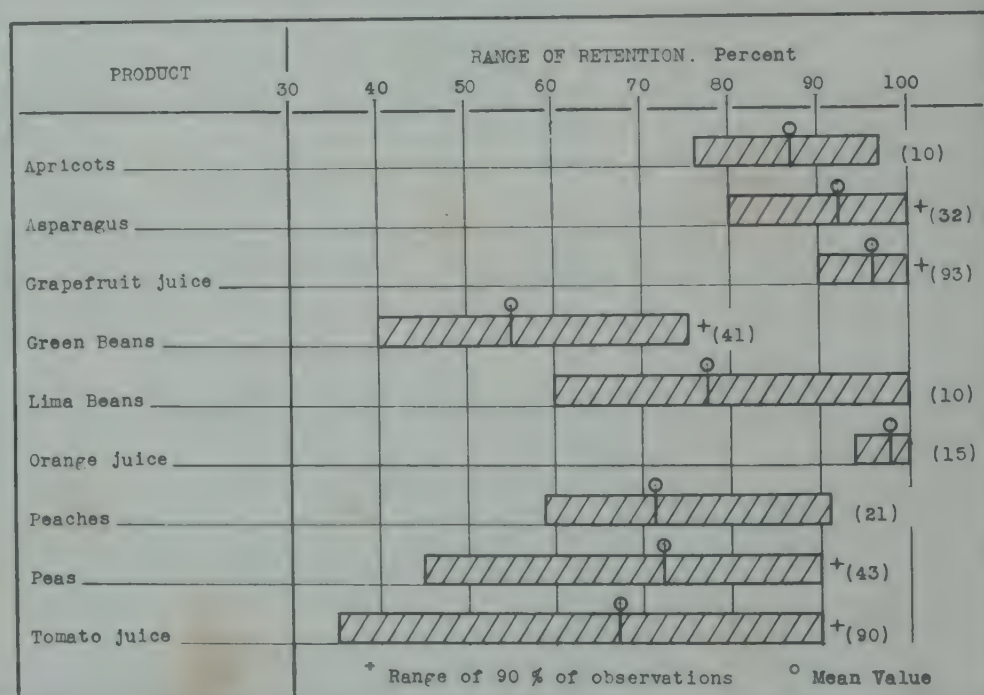 RANGE OF RETENTION. Percent
PRODUCT
30 40 50 60 70 80 90 100
Apricots (10)
Asparagus +(32)
Grapefruit juice +(93)
Green Beans +(41)
Lima Beans (10)
Orange juice (15)
Peaches (21)
Peas +(43)
Tomato juice +(90)
+ Range of 90 % of observations o Mean Value